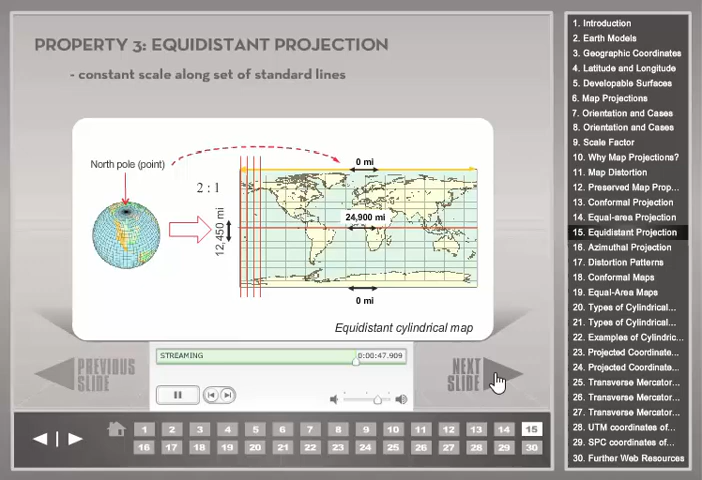 PROPERTY 3: EQUIDISTANT PROJECTION
- constant scale along set of standard lines
North pole (point)
0 mi
2 : 1
24,900 mi
12,450 mi
0 mi
Equidistant cylindrical map
PREVIOUS
SLIDE
STREAMING
0:00:47.909
NEXT
SLIDE
1 2 3 4 5 6 7 8 9 10 11 12 13 14 15
16 17 18 19 20 21 22 23 24 25 26 27 28 29 30
1. Introduction
2. Earth Models
3. Geographic Coordinates
4. Latitude and Longitude
5. Developable Surfaces
6. Map Projections
7. Orientation and Cases
8. Orientation and Cases
9. Scale Factor
10. Why Map Projections?
11. Map Distortion
12. Preserved Map Prop...
13. Conformal Projection
14. Equal-area Projection
15. Equidistant Projection
16. Azimuthal Projection
17. Distortion Patterns
18. Conformal Maps
19. Equal-Area Maps
20. Types of Cylindrical...
21. Types of Cylindrical...
22. Examples of Cylindric...
23. Projected Coordinate...
24. Projected Coordinate...
25. Transverse Mercator...
26. Transverse Mercator...
27. Transverse Mercator...
28. UTM coordinates of...
29. SPC coordinates of...
30. Further Web Resources